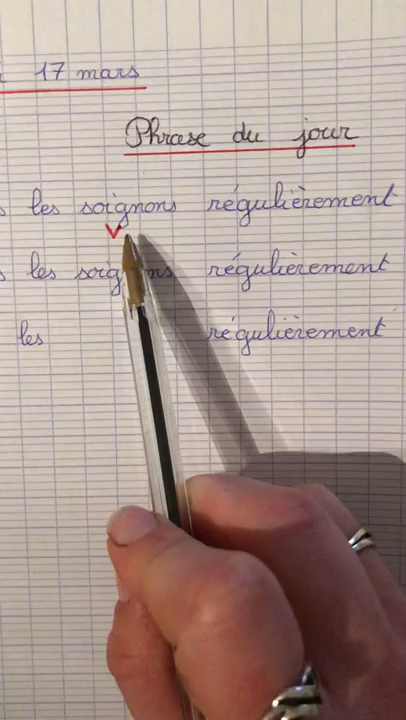 17 mars
Phrase du jour
les soignons régulièrement
V
les régulièrement
les régulièrement